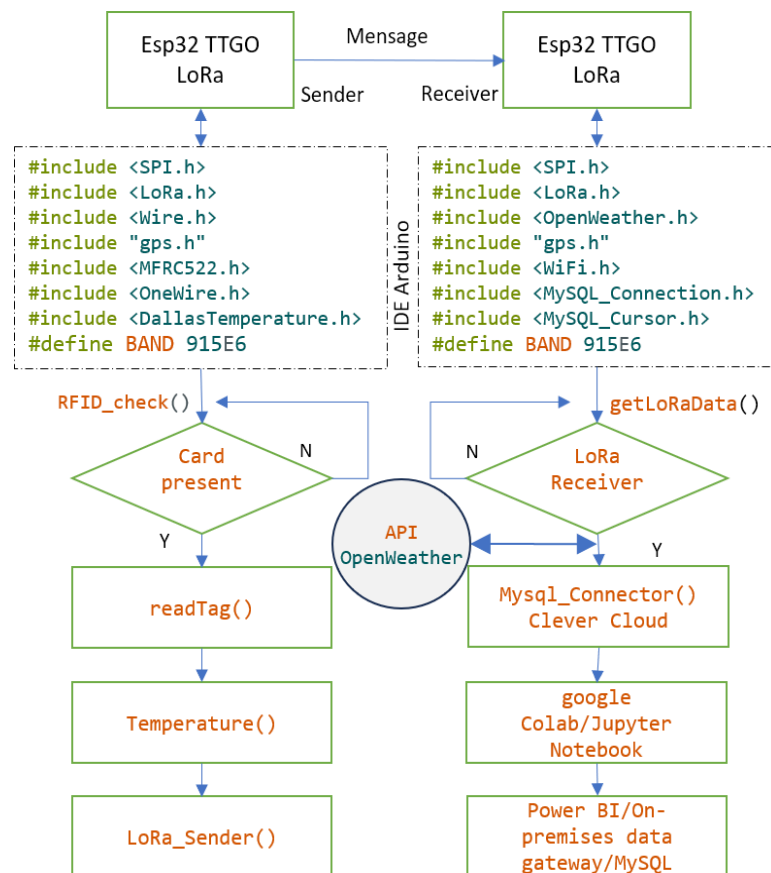 Esp32 TTGO
LoRa
Mensage
Esp32 TTGO
LoRa
Sender
Receiver
#include <SPI.h>
#include <LoRa.h>
#include <Wire.h>
#include "gps.h"
#include <MFRC522.h>
#include <OneWire.h>
#include <DallasTemperature.h>
#define BAND 915E6
IDE Arduino
#include <SPI.h>
#include <LoRa.h>
#include <OpenWeather.h>
#include "gps.h"
#include <WiFi.h>
#include <MySQL_Connection.h>
#include <MySQL_Cursor.h>
#define BAND 915E6
RFID_check()
getLoRaData()
Card
present
N
N
LoRa
Receiver
Y
API
OpenWeather
Y
readTag()
Mysql_Connector()
Clever Cloud
Temperature()
google
Colab/Jupyter
Notebook
LoRa_Sender()
Power BI/On-
premises data
gateway/MySQL